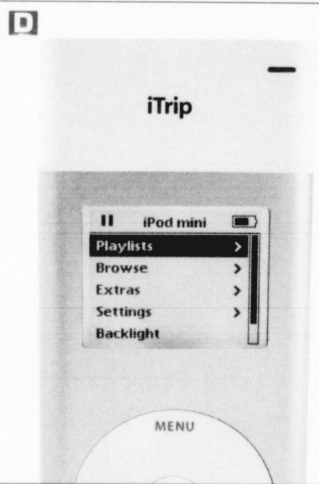 D
iTrip
iPod mini
Playlists >
Browse >
Extras >
Settings >
Backlight
MENU